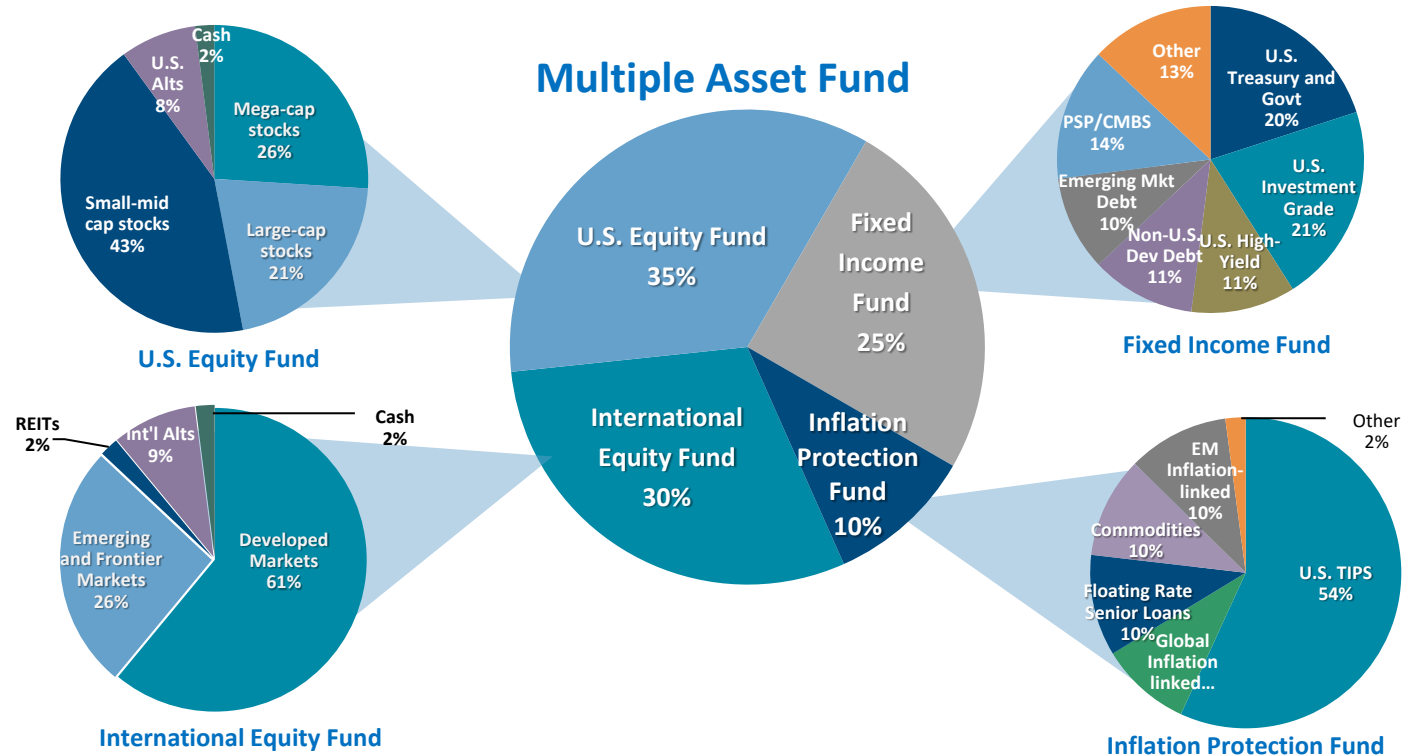 Multiple Asset Fund
Cash
2%
U.S.
Alts
8%
Mega-cap
stocks
26%
Small-mid
cap stocks
43%
Large-cap
stocks
21%
U.S. Equity Fund
U.S. Equity Fund
35%
Fixed
Income
Fund
25%
International
Equity Fund
30%
Inflation
Protection
Fund
10%
Other
13%
U.S.
Treasury and
Govt
20%
PSP/CMBS
14%
U.S.
Investment
Grade
21%
Emerging Mkt
Debt
10%
Non-U.S.
Dev Debt
11%
U.S. High-
Yield
11%
Fixed Income Fund
REITs
2%
Int'l Alts
9%
Cash
2%
Emerging
and Frontier
Markets
26%
Developed
Markets
61%
International Equity Fund
Other
2%
EM
Inflation-
linked
10%
Commodities
10%
U.S. TIPS
54%
Floating Rate
Senior Loans
10%
Global
Inflation
linked...
Inflation Protection Fund